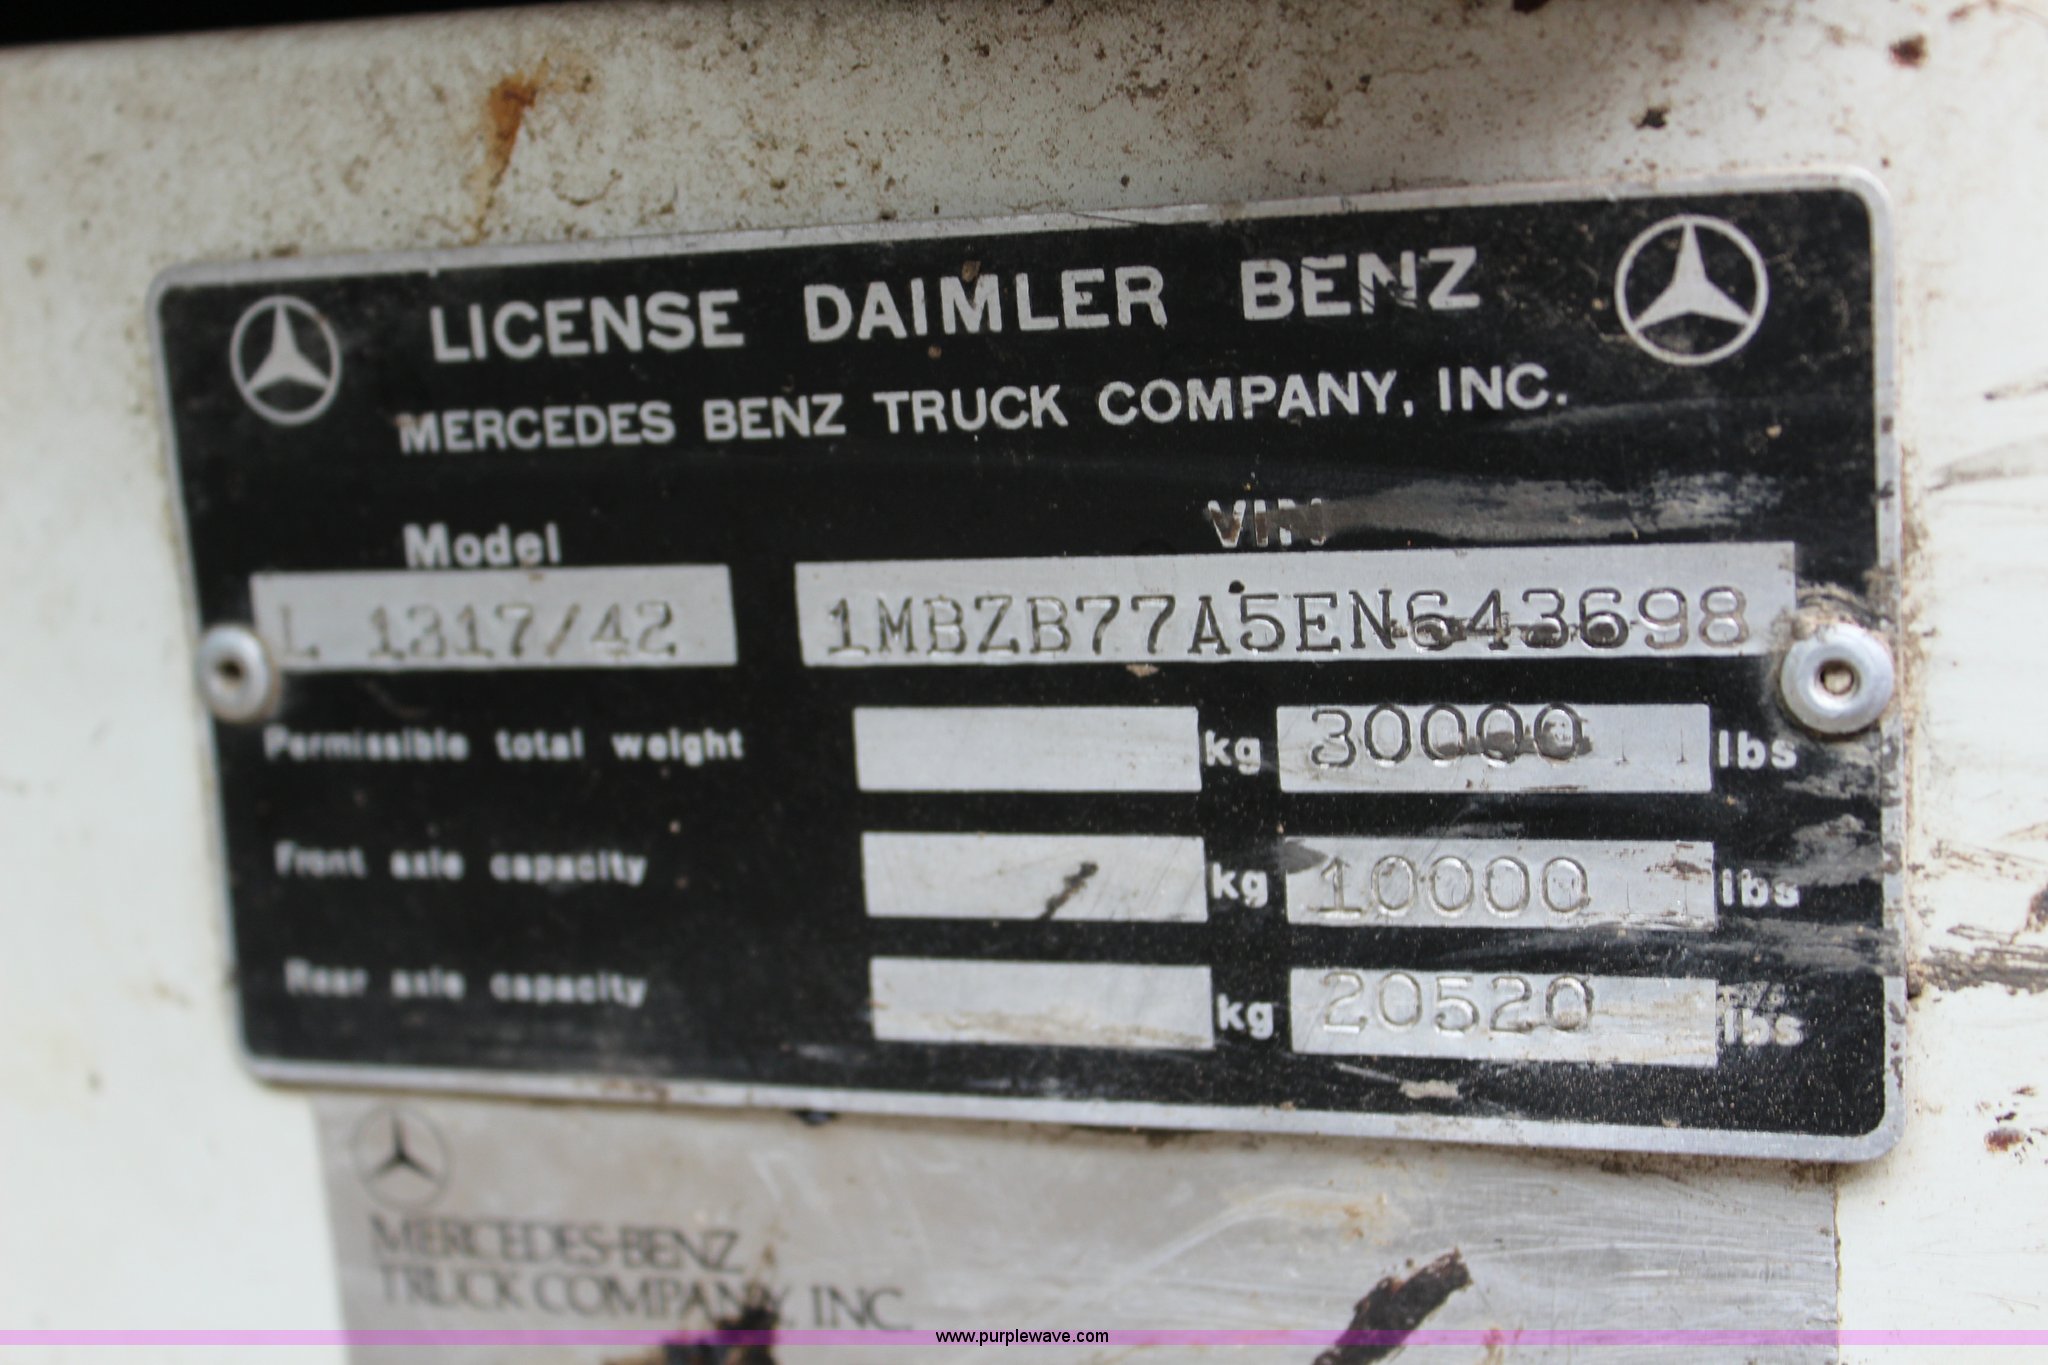 LICENSE DAIMLER BENZ
MERCEDES BENZ TRUCK COMPANY, INC.
Model VIN
L 1317/42 1MBZB77A5EN643698
Permissible total weight kg 30000 lbs
Front axle capacity kg 10000 lbs
Rear axle capacity kg 20520 lbs
MERCEDES-BENZ
TRUCK COMPANY, INC.
www.purplewave.com